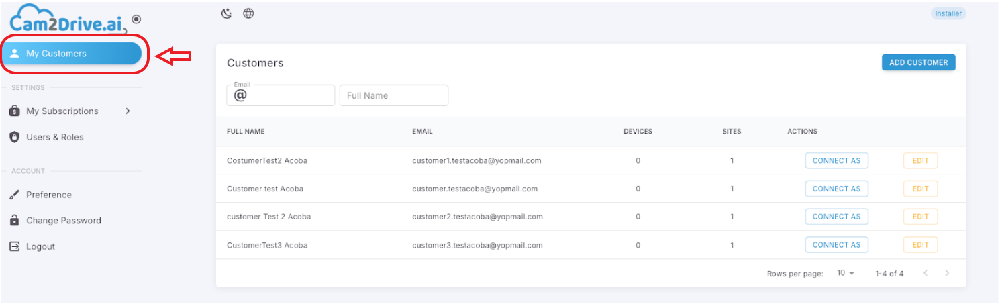 Cam2Drive.ai
Installer
My Customers
SETTINGS
My Subscriptions
Users & Roles
ACCOUNT
Preference
Change Password
Logout
Customers
ADD CUSTOMER
Email
@
Full Name
FULL NAME EMAIL DEVICES SITES ACTIONS
CostumerTest2 Acoba customer1.testacoba@yopmail.com 0 1 CONNECT AS EDIT
Customer test Acoba customer.testacoba@yopmail.com 0 1 CONNECT AS EDIT
customer Test 2 Acoba customer2.testacoba@yopmail.com 0 1 CONNECT AS EDIT
CustomerTest3 Acoba customer3.testacoba@yopmail.com 0 1 CONNECT AS EDIT
Rows per page: 10 1-4 of 4